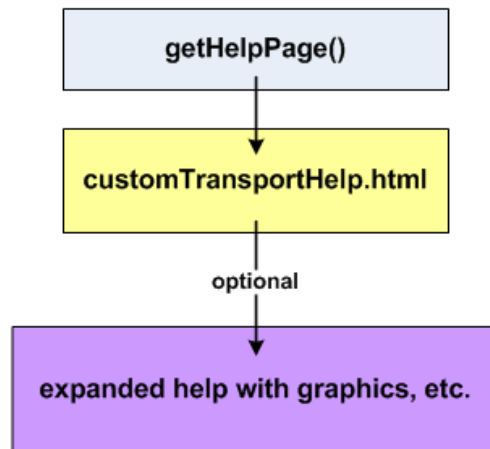 getHelpPage()
customTransportHelp.html
optional
expanded help with graphics, etc.